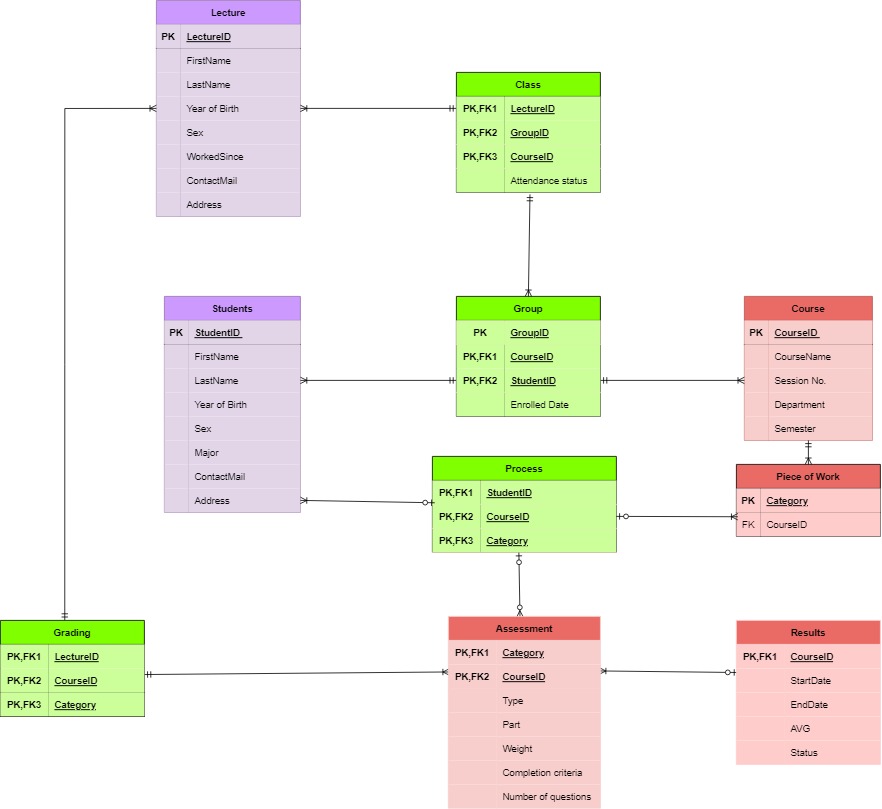 Lecture
PK LectureID
FirstName
LastName
Year of Birth
Sex
WorkedSince
ContactMail
Address
Class
PK,FK1 LectureID
PK,FK2 GroupID
PK,FK3 CourseID
Attendance status
Students
PK StudentID
FirstName
LastName
Year of Birth
Sex
Major
ContactMail
Address
Group
PK GroupID
PK,FK1 CourseID
PK,FK2 StudentID
Enrolled Date
Course
PK CourseID
CourseName
Session No.
Department
Semester
Process
PK,FK1 StudentID
PK,FK2 CourseID
PK,FK3 Category
Piece of Work
PK Category
FK CourseID
Grading
PK,FK1 LectureID
PK,FK2 CourseID
PK,FK3 Category
Assessment
PK,FK1 Category
PK,FK2 CourseID
Type
Part
Weight
Completion criteria
Number of questions
Results
PK,FK1 CourseID
StartDate
EndDate
AVG
Status